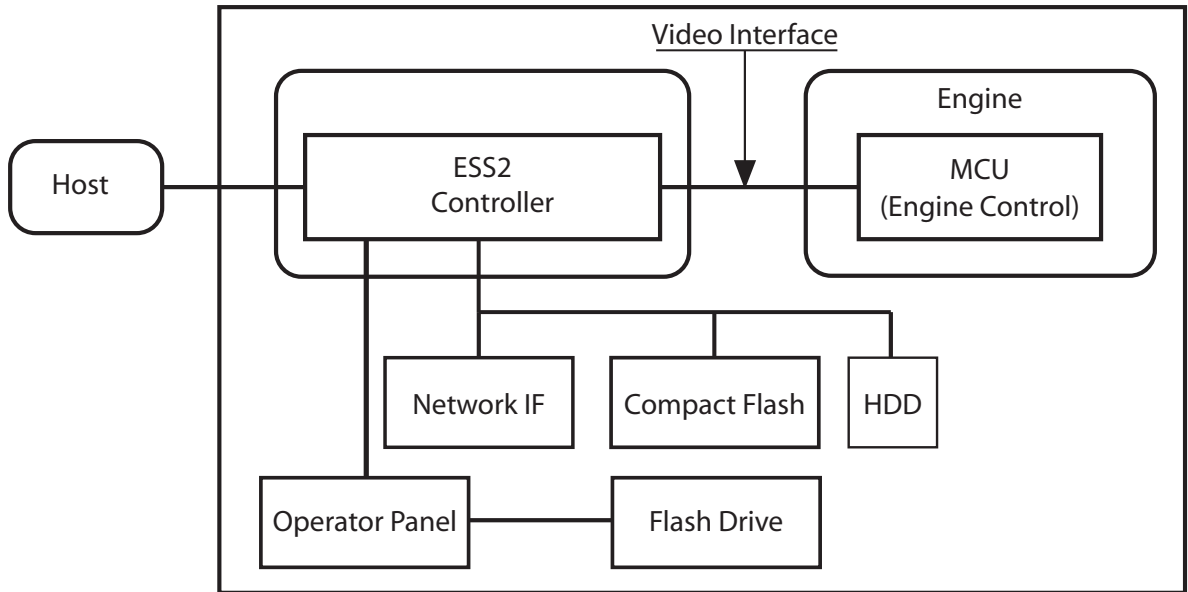 Video Interface
Engine
Host
ESS2
Controller
MCU
(Engine Control)
Network IF
Compact Flash
HDD
Operator Panel
Flash Drive